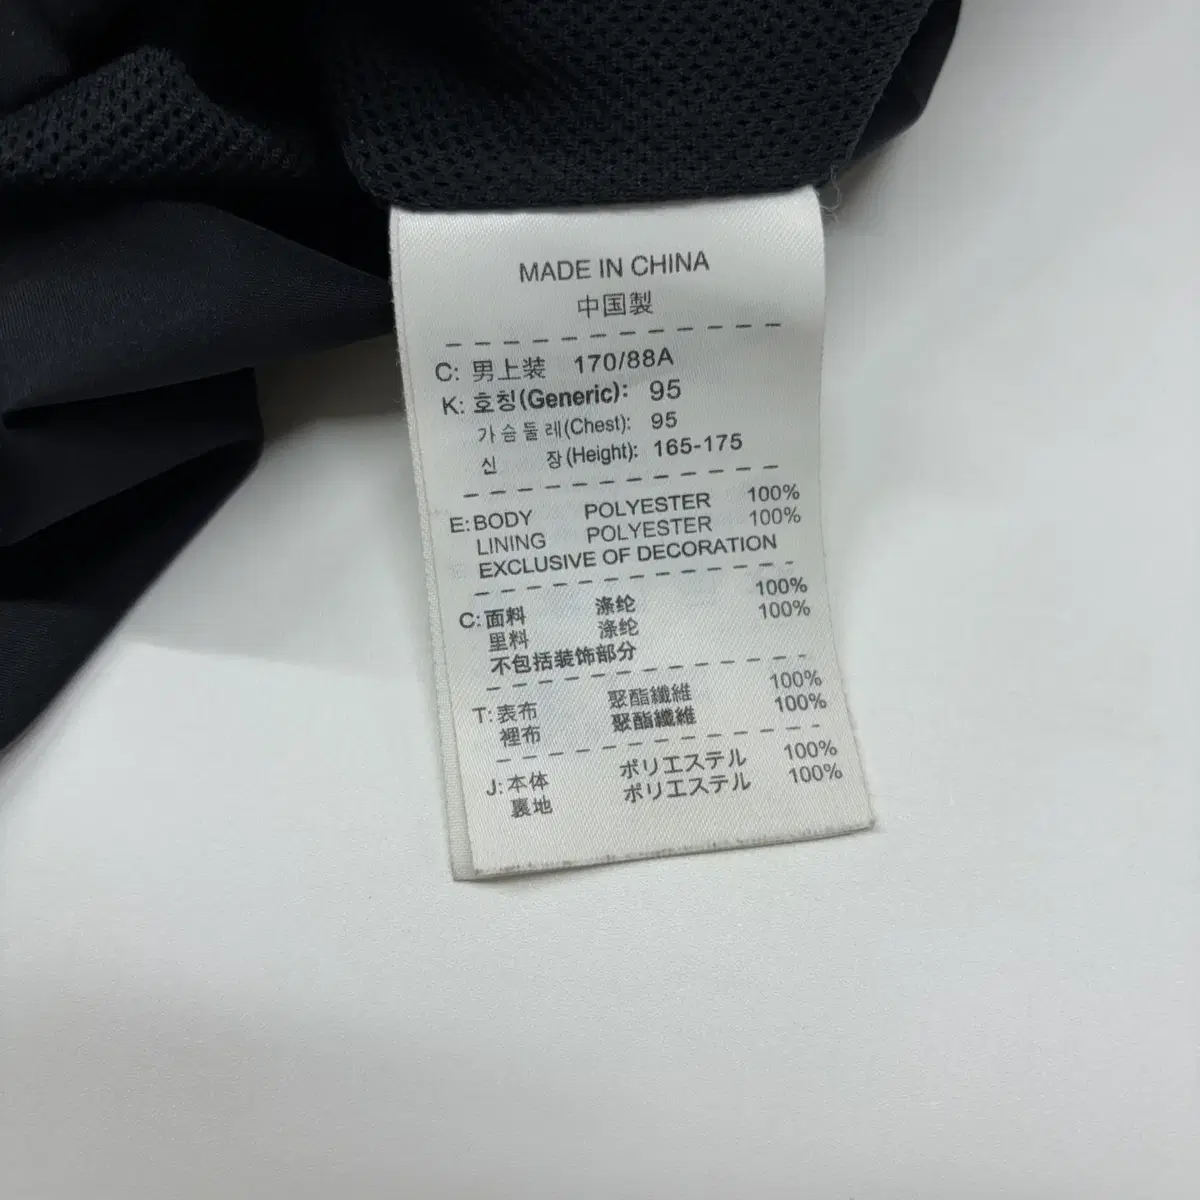 MADE IN CHINA
中国製
C: 男上装 170/88A
K: 호칭(Generic): 95
가슴둘레(Chest): 95
신 장(Height): 165-175
E: BODY POLYESTER 100%
LINING POLYESTER 100%
EXCLUSIVE OF DECORATION
C: 面料 涤纶 100%
里料 涤纶 100%
不包括装饰部分
T: 表布 聚酯纖維 100%
裡布 聚酯纖維 100%
J: 本体 ポリエステル 100%
裏地 ポリエステル 100%